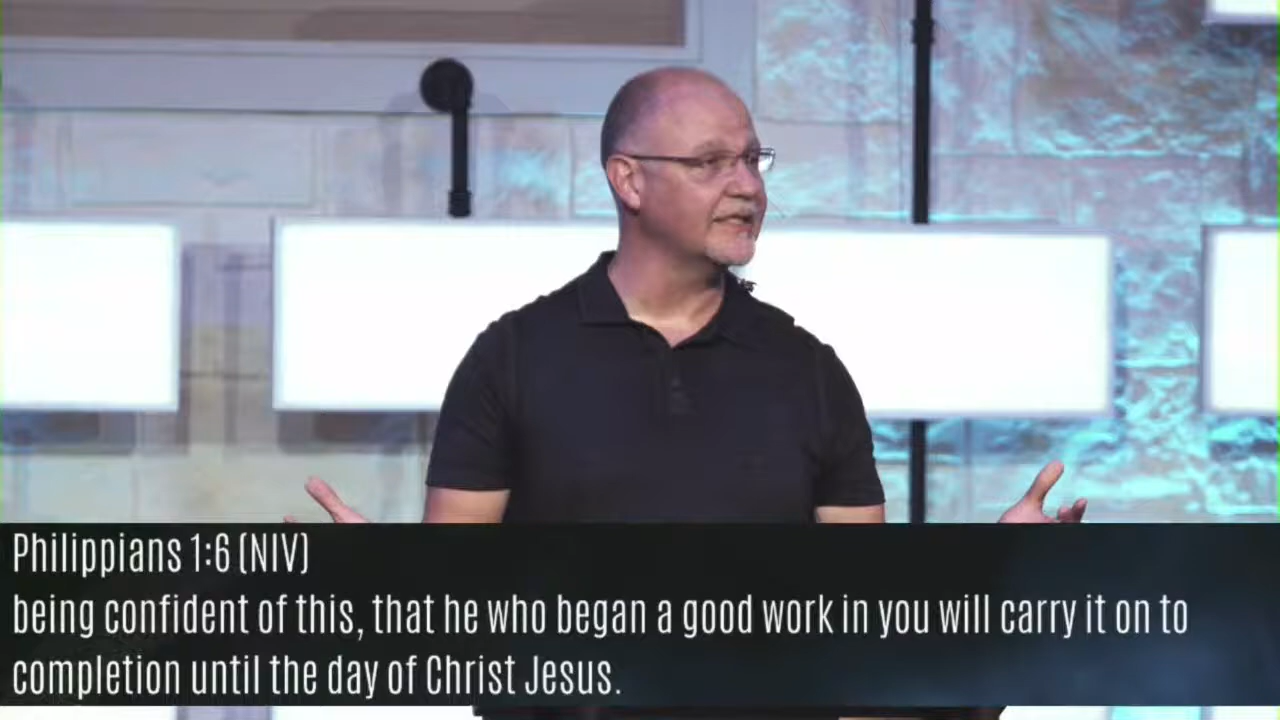 Philippians 1:6 (NIV)
being confident of this, that he who began a good work in you will carry it on to
completion until the day of Christ Jesus.